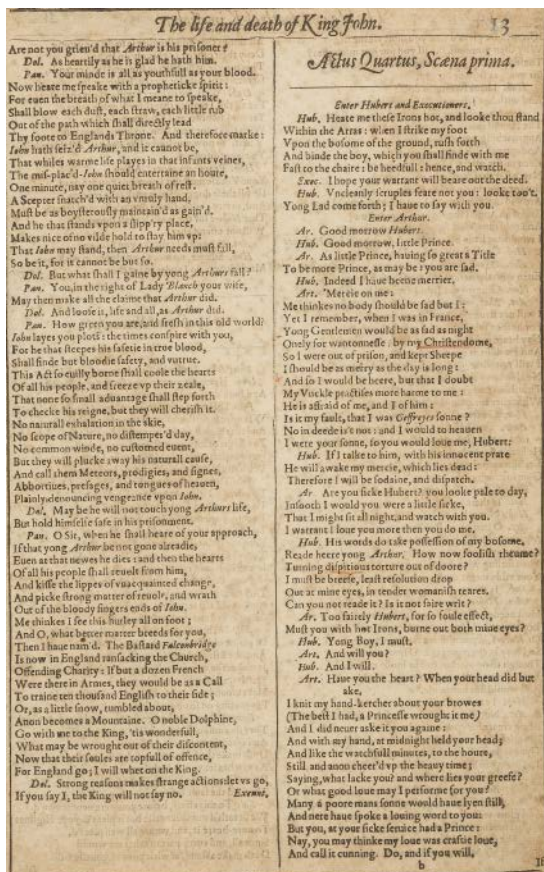 The life and death of King John.
13
Are not you grieu'd that Arthur is his prisoner?
Dol. As heartily as he is glad he hath him.
Pan. Your minde is all as youthfull as your blood.
Now heare me speake with a propheticke spirit:
For euen the breath of what I meane to speake,
Shall blow each dust, each straw, each little rub
Out of the path which shall directly lead
Thy foote to Englands Throne. And therefore marke:
Iohn hath seiz'd Arthur, and it cannot be,
That whiles warme life playes in that infants veines,
The mis-plac'd-Iohn should entertaine an houre,
One minute, nay one quiet breath of rest.
A Scepter snatch'd with an vnruly hand,
Must be as boysterously maintain'd as gain'd.
And he that stands vpon a slipp'ry place,
Makes nice of no vilde hold to stay him vp:
That Iohn may stand, then Arthur needs must fall,
So be it, for it cannot be but so.
Dol. But what shall I gaine by yong Arthurs fall?
Pan. You, in the right of Lady Blanch your wife,
May then make all the claime that Arthur did.
Dol. And loose it, life and all, as Arthur did.
Pan. How green you are, and fresh in this old world?
Iohn layes you plots: the times conspire with you,
For he that steepes his safetie in true blood,
Shall finde but bloodie safety, and vntrue.
This Act so euilly borne shall coole the hearts
Of all his people, and freeze vp their zeale,
That none so small aduantage shall step forth
To checke his reigne, but they will cherish it.
No naturall exhalation in the skie,
No scope of Nature, no distemper'd day,
No common winde, no customed euent,
But they will plucke away his naturall cause,
And call them Meteors, prodigies, and signes,
Abbortiues, presages, and tongues of heauen,
Plainly denouncing vengeance vpon Iohn.
Dol. May be he will not touch yong Arthurs life,
But hold himselfe safe in his prisonment.
Pan. O Sir, when he shall heare of your approach,
If that yong Arthur be not gone alreadie,
Euen at that newes he dies: and then the hearts
Of all his people shall reuolt from him,
And kisse the lippes of vnacquainted change,
And picke strong matter of reuolt, and wrath
Out of the bloody fingers ends of Iohn.
Me thinkes I see this hurley all on foot;
And O, what better matter breeds for you,
Then I haue nam'd. The Bastard Falconbridge
Is now in England ransacking the Church,
Offending Charity: If but a dozen French
Were there in Armes, they would be as a Call
To traine ten thousand English to their side;
Or, as a little snow, tumbled about,
Anon becomes a Mountaine. O noble Dolphine,
Go with me to the King, 'tis wonderfull,
What may be wrought out of their discontent,
Now that their soules are topfull of offence,
For England go; I will whet on the King.
Dol. Strong reasons makes strange actions: let vs go,
If you say I, the King will not say no. Exeunt.
Actus Quartus, Scæna prima.
Enter Hubert and Executioners.
Hub. Heate me these Irons hot, and looke thou stand
Within the Arras: when I strike my foot
Vpon the bosome of the ground, rush forth
And binde the boy, which you shall finde with me
Fast to the chaire: be heedfull: hence, and watch.
Exec. I hope your warrant will beare out the deed.
Hub. Vncleanly scruples feare not you: looke too't.
Yong Lad come forth; I haue to say with you.
Enter Arthur.
Ar. Good morrow Hubert.
Hub. Good morrow, little Prince.
Ar. As little Prince, hauing so great a Title
To be more Prince, as may be: you are sad.
Hub. Indeed I haue beene merrier.
Art. 'Mercie on me:
Me thinkes no body should be sad but I:
Yet I remember, when I was in France,
Yong Gentlemen would be as sad as night
Onely for wantonnesse: by my Christendome,
So I were out of prison, and kept Sheepe
I should be as merry as the day is long:
And so I would be heere, but that I doubt
My Vnckle practises more harme to me:
He is affraid of me, and I of him:
Is it my fault, that I was Geffreyes sonne?
No in deede is't not: and I would to heauen
I were your sonne, so you would loue me, Hubert:
Hub. If I talke to him, with his innocent prate
He will awake my mercie, which lies dead:
Therefore I will be sodaine, and dispatch.
Ar Are you sicke Hubert? you looke pale to day,
Insooth I would you were a little sicke,
That I might sit all night, and watch with you.
I warrant I loue you more then you do me.
Hub. His words do take possession of my bosome,
Reade heere yong Arthur. How now foolish rheume?
Turning dispitious torture out of doore?
I must be breefe, least resolution drop
Out at mine eyes, in tender womanish teares.
Can you not reade it? Is it not faire writ?
Ar. Too fairely Hubert, for so foule effect,
Must you with hot Irons, burne out both mine eyes?
Hub. Yong Boy, I must.
Art. And will you?
Hub. And I will.
Art. Haue you the heart? When your head did but
ake,
I knit my hand-kercher about your browes
(The best I had, a Princesse wrought it me)
And I did neuer aske it you againe:
And with my hand, at midnight held your head;
And like the watchfull minutes, to the houre,
Still and anon cheer'd vp the heauy time;
Saying, what lacke you? and where lies your greefe?
Or what good loue may I performe for you?
Many a poore mans sonne would haue lyen still,
And nere haue spoke a louing word to you:
But you, at your sicke seruice had a Prince:
Nay, you may thinke my loue was craftie loue,
And call it cunning. Do, and if you will,
b
If